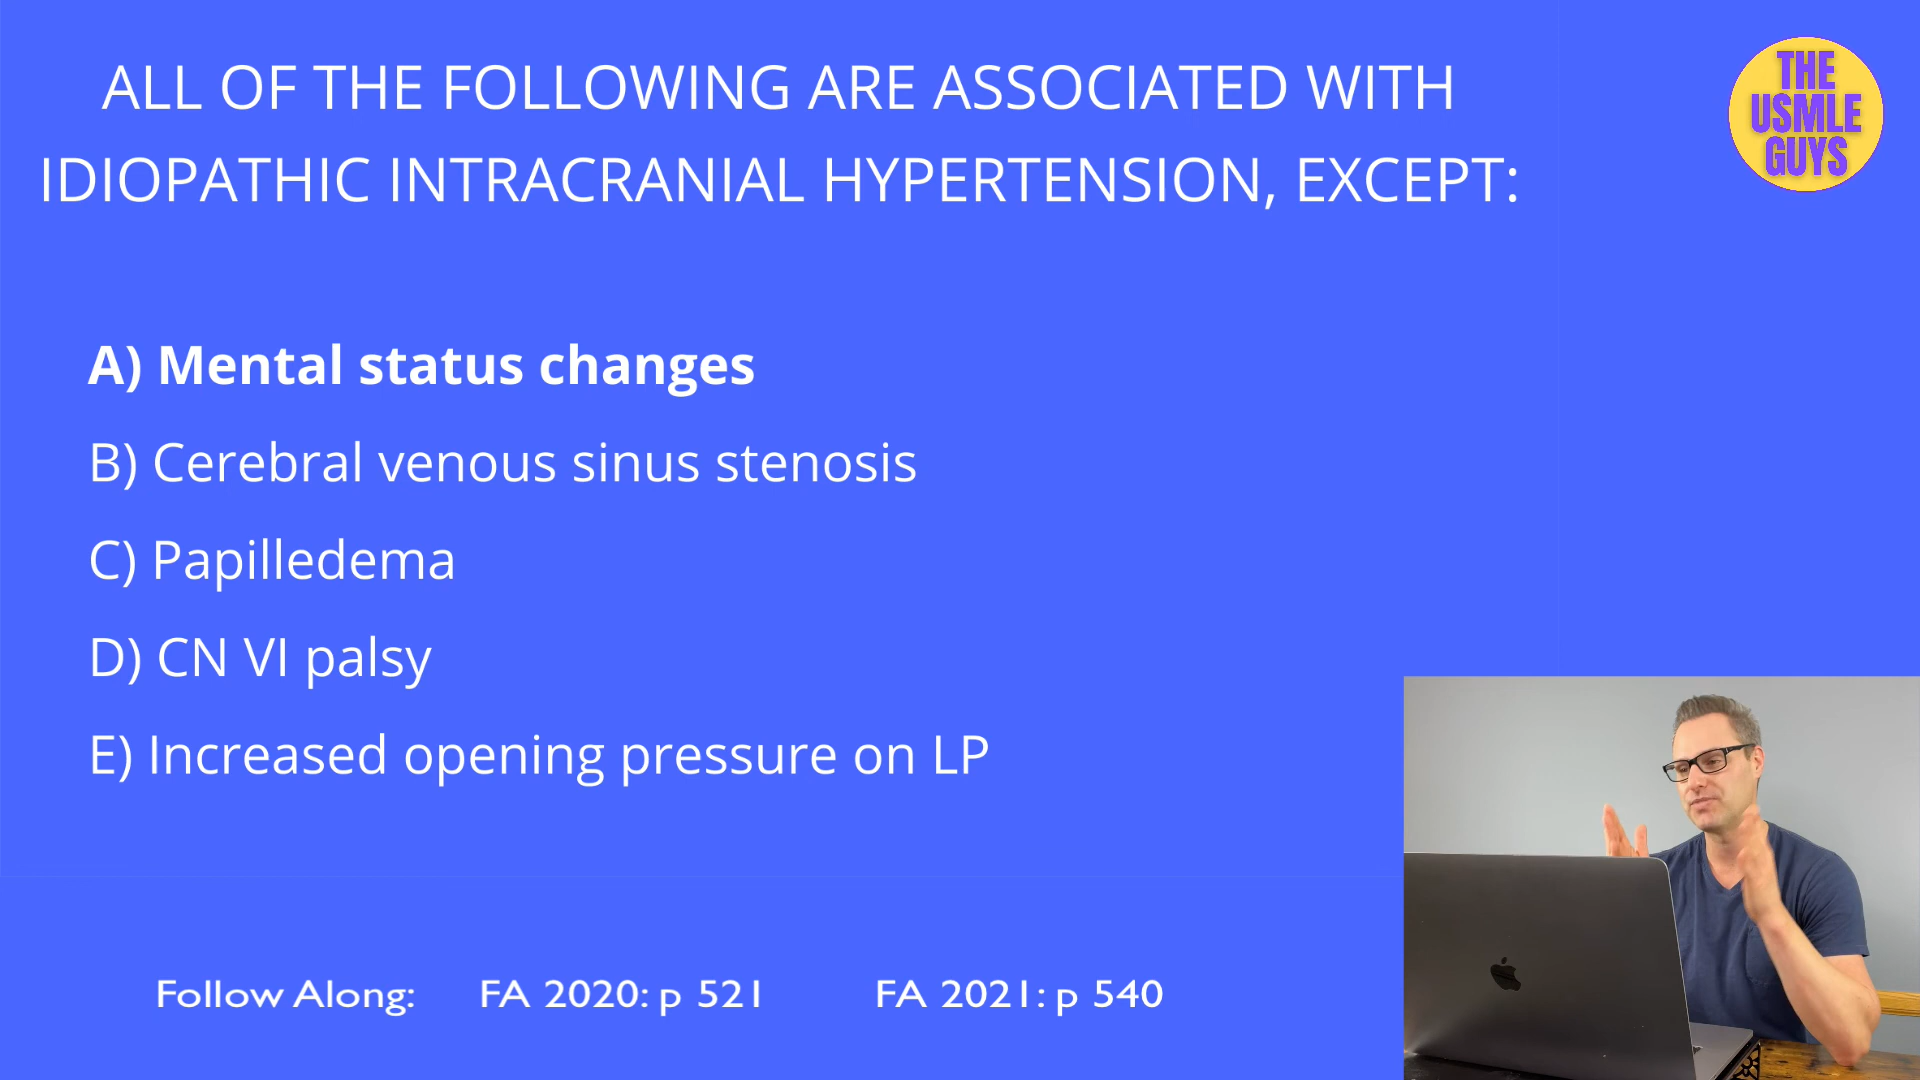 ALL OF THE FOLLOWING ARE ASSOCIATED WITH
IDIOPATHIC INTRACRANIAL HYPERTENSION, EXCEPT:
THE
USMLE
GUYS
A) Mental status changes
B) Cerebral venous sinus stenosis
C) Papilledema
D) CN VI palsy
E) Increased opening pressure on LP
Follow Along: FA 2020: p 521 FA 2021: p 540